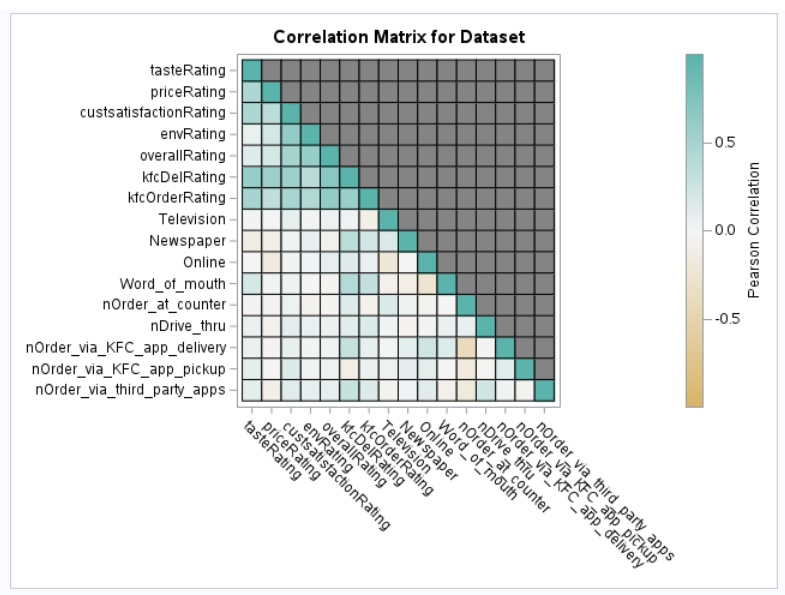 Correlation Matrix for Dataset
tasteRating
priceRating
custsatisfactionRating
envRating
overallRating
kfcDelRating
kfcOrderRating
Television
Newspaper
Online
Word_of_mouth
nOrder_at_counter
nDrive_thru
nOrder_via_KFC_app_delivery
nOrder_via_KFC_app_pickup
nOrder_via_third_party_apps
tasteRating
priceRating
custsatisfactionRating
envRating
overallRating
kfcDelRating
kfcOrderRating
Television
Newspaper
Online
Word_of_mouth
nOrder_at_counter
nDrive_thru
nOrder_via_KFC_app_delivery
nOrder_via_KFC_app_pickup
nOrder_via_third_party_apps
0.5
0.0
-0.5
Pearson Correlation